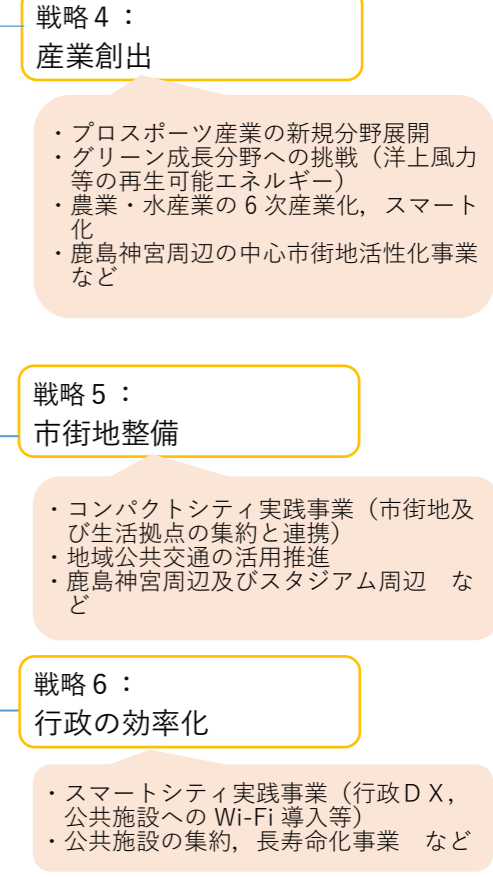 戦略４：
産業創出
・プロスポーツ産業の新規分野展開
・グリーン成長分野への挑戦（洋上風力
等の再生可能エネルギー）
・農業・水産業の６次産業化，スマート
化
・鹿島神宮周辺の中心市街地活性化事業
など
戦略５：
市街地整備
・コンパクトシティ実践事業（市街地及
び生活拠点の集約と連携）
・地域公共交通の活用推進
・鹿島神宮周辺及びスタジアム周辺　な
ど
戦略６：
行政の効率化
・スマートシティ実践事業（行政ＤＸ，
公共施設への Wi-Fi 導入等）
・公共施設の集約，長寿命化事業　など